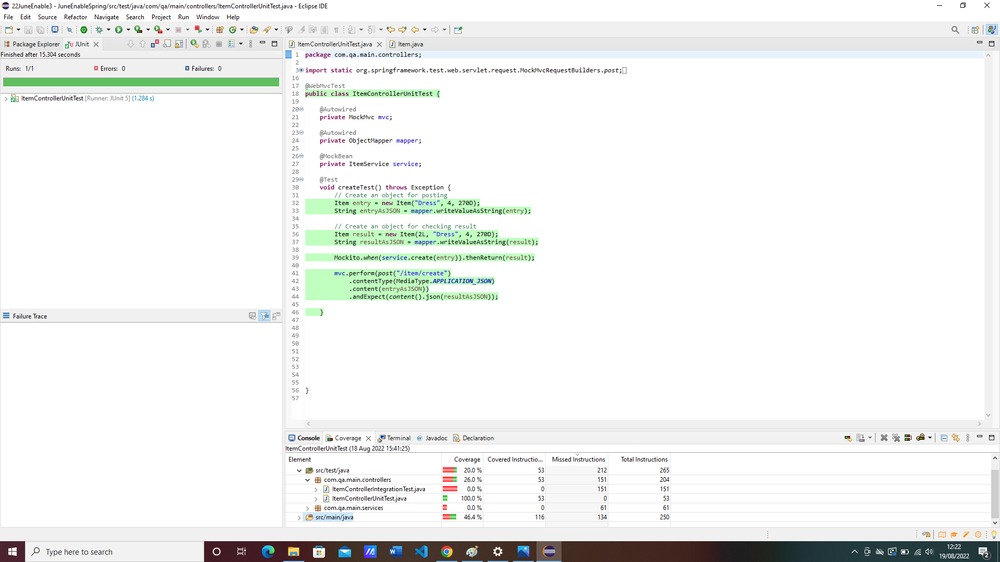 22JuneEnable3 - JuneEnableSpring/src/test/java/com/qa/main/controllers/ItemControllerUnitTest.java - Eclipse IDE
File Edit Source Refactor Navigate Search Project Run Window Help
Package Explorer JUnit
Finished after 15.304 seconds
Runs: 1/1 Errors: 0 Failures: 0
ItemControllerUnitTest [Runner: JUnit 5] (1.284 s)
Failure Trace
ItemControllerUnitTest.java Item.java
1 package com.qa.main.controllers;
2
3 import static org.springframework.test.web.servlet.request.MockMvcRequestBuilders.post;
16
17 @WebMvcTest
18 public class ItemControllerUnitTest {
19
20 @Autowired
21 private MockMvc mvc;
22
23 @Autowired
24 private ObjectMapper mapper;
25
26 @MockBean
27 private ItemService service;
28
29 @Test
30 void createTest() throws Exception {
31 // Create an object for posting
32 Item entry = new Item("Dress", 4, 270D);
33 String entryAsJSON = mapper.writeValueAsString(entry);
34
35 // Create an object for checking result
36 Item result = new Item(2L, "Dress", 4, 270D);
37 String resultAsJSON = mapper.writeValueAsString(result);
38
39 Mockito.when(service.create(entry)).thenReturn(result);
40
41 mvc.perform(post("/item/create")
42 .contentType(MediaType.APPLICATION_JSON)
43 .content(entryAsJSON))
44 .andExpect(content().json(resultAsJSON));
45
46 }
47
48
49
50
51
52
53
54
55
56 }
57
Console Coverage Terminal @ Javadoc Declaration
ItemControllerUnitTest (18 Aug 2022 15:41:25)
Element Coverage Covered Instructio... Missed Instructions Total Instructions
src/test/java 20.0 % 53 212 265
com.qa.main.controllers 26.0 % 53 151 204
ItemControllerIntegrationTest.java 0.0 % 0 151 151
ItemControllerUnitTest.java 100.0 % 53 0 53
com.qa.main.services 0.0 % 0 61 61
src/main/java 46.4 % 116 134 250
Type here to search
12:22
19/08/2022
2